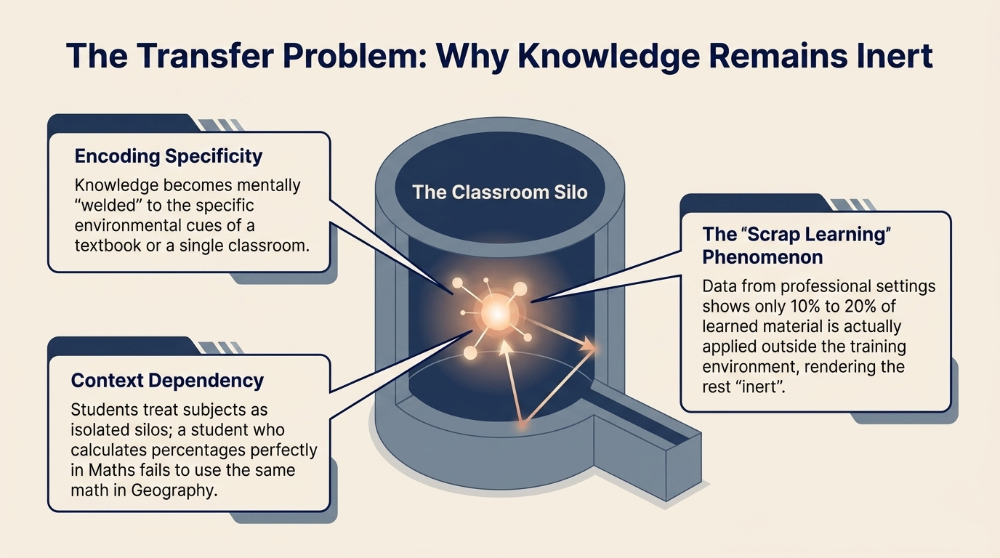 The Transfer Problem: Why Knowledge Remains Inert
Encoding Specificity
Knowledge becomes mentally
“welded” to the specific
environmental cues of a
textbook or a single classroom.
Context Dependency
Students treat subjects as
isolated silos; a student who
calculates percentages perfectly
in Maths fails to use the same
math in Geography.
The Classroom Silo
The "Scrap Learning"
Phenomenon
Data from professional settings
shows only 10% to 20% of
learned material is actually
applied outside the training
environment, rendering the
rest “inert”.